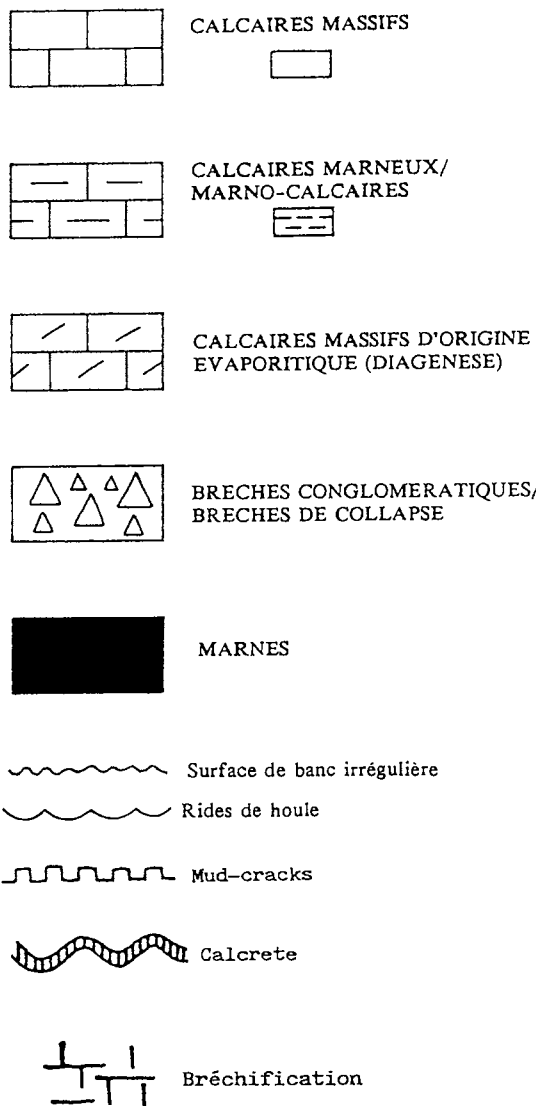 CALCAIRES MASSIFS
CALCAIRES MARNEUX/
MARNO-CALCAIRES
CALCAIRES MASSIFS D'ORIGINE
EVAPORITIQUE (DIAGENESE)
BRECHES CONGLOMERATIQUES/
BRECHES DE COLLAPSE
MARNES
Surface de banc irrégulière
Rides de houle
Mud-cracks
Calcrete
Bréchification